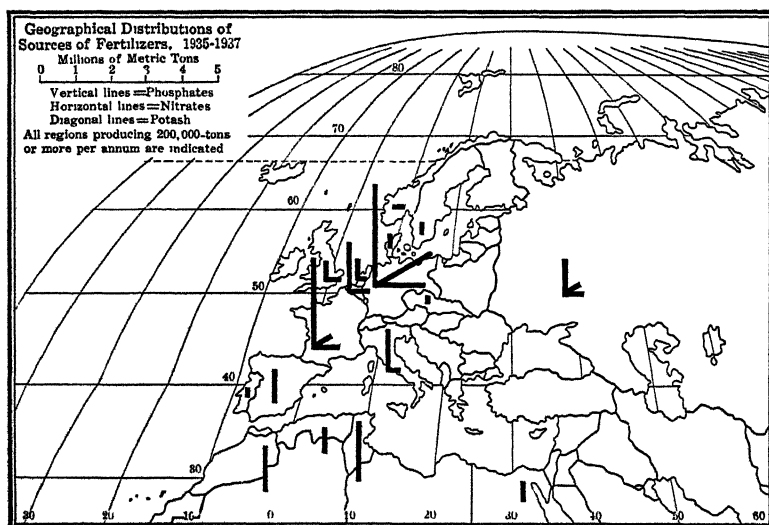 Geographical Distributions of
Sources of Fertilizers, 1935-1937
Millions of Metric Tons
0 1 2 3 4 5
Vertical lines=Phosphates
Horizontal lines=Nitrates
Diagonal lines=Potash
All regions producing 200,000-tons
or more per annum are indicated
80
70
60
50
40
30
30 20 10 0 10 20 30 40 50 60